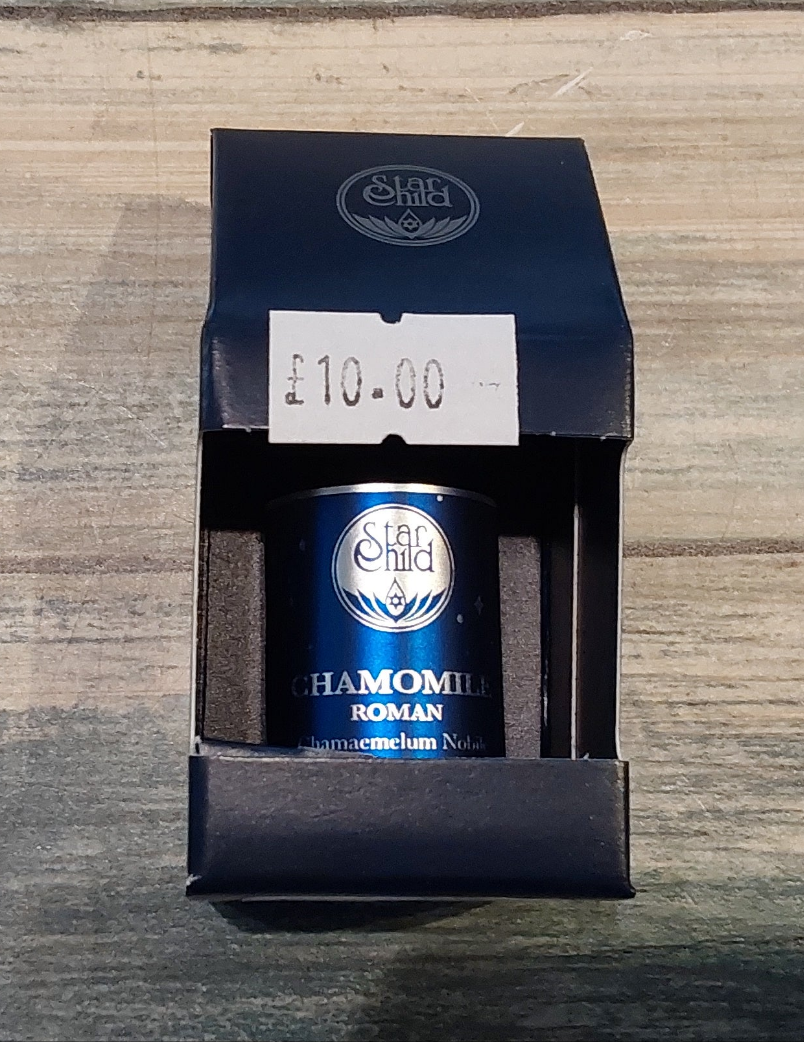 Star
Child
£10.00
Star
Child
CHAMOMILE
ROMAN
Chamaemelum Nobile